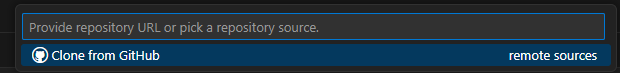 Provide repository URL or pick a repository source.
Clone from GitHub remote sources